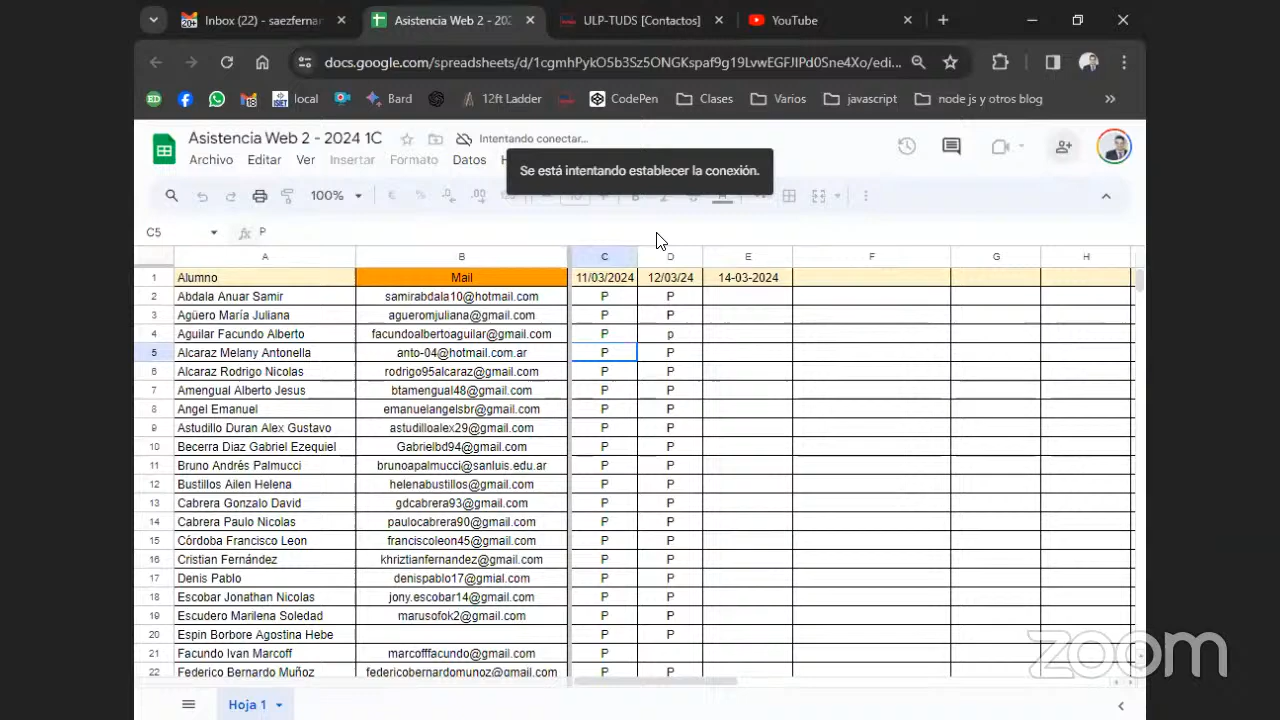 Inbox (22) - saezfernar
Asistencia Web 2 - 202
ULP-TUDS [Contactos]
YouTube
docs.google.com/spreadsheets/d/1cgmhPykO5b3Sz5ONGKspaf9g19LvwEGFJIPd0Sne4Xo/edi...
local
Bard
12ft Ladder
CodePen
Clases
Varios
javascript
node js y otros blog
Asistencia Web 2 - 2024 1C
Intentando conectar...
Archivo Editar Ver Insertar Formato Datos
Se está intentando establecer la conexión.
100%
C5 fx P
A B C D E F G H
1 Alumno Mail 11/03/2024 12/03/24 14-03-2024
2 Abdala Anuar Samir samirabdala10@hotmail.com P P
3 Agüero María Juliana agueromjuliana@gmail.com P P
4 Aguilar Facundo Alberto facundoalbertoaguilar@gmail.com P p
5 Alcaraz Melany Antonella anto-04@hotmail.com.ar P P
6 Alcaraz Rodrigo Nicolas rodrigo95alcaraz@gmail.com P P
7 Amengual Alberto Jesus btamengual48@gmail.com P P
8 Angel Emanuel emanuelangelsbr@gmail.com P P
9 Astudillo Duran Alex Gustavo astudilloalex29@gmail.com P P
10 Becerra Diaz Gabriel Ezequiel Gabrielbd94@gmail.com P P
11 Bruno Andrés Palmucci brunoapalmucci@sanluis.edu.ar P P
12 Bustillos Ailen Helena helenabustillos@gmail.com P P
13 Cabrera Gonzalo David gdcabrera93@gmail.com P P
14 Cabrera Paulo Nicolas paulocabrera90@gmail.com P P
15 Córdoba Francisco Leon franciscoleon45@gmail.com P P
16 Cristian Fernández khriztianfernandez@gmail.com P P
17 Denis Pablo denispablo17@gmial.com P P
18 Escobar Jonathan Nicolas jony.escobar14@gmail.com P P
19 Escudero Marilena Soledad marusofok2@gmail.com P P
20 Espin Borbore Agostina Hebe P P
21 Facundo Ivan Marcoff marcofffacundo@gmail.com P
22 Federico Bernardo Muñoz federicobernardomunoz@gmail.com P P
Hoja 1
zoom